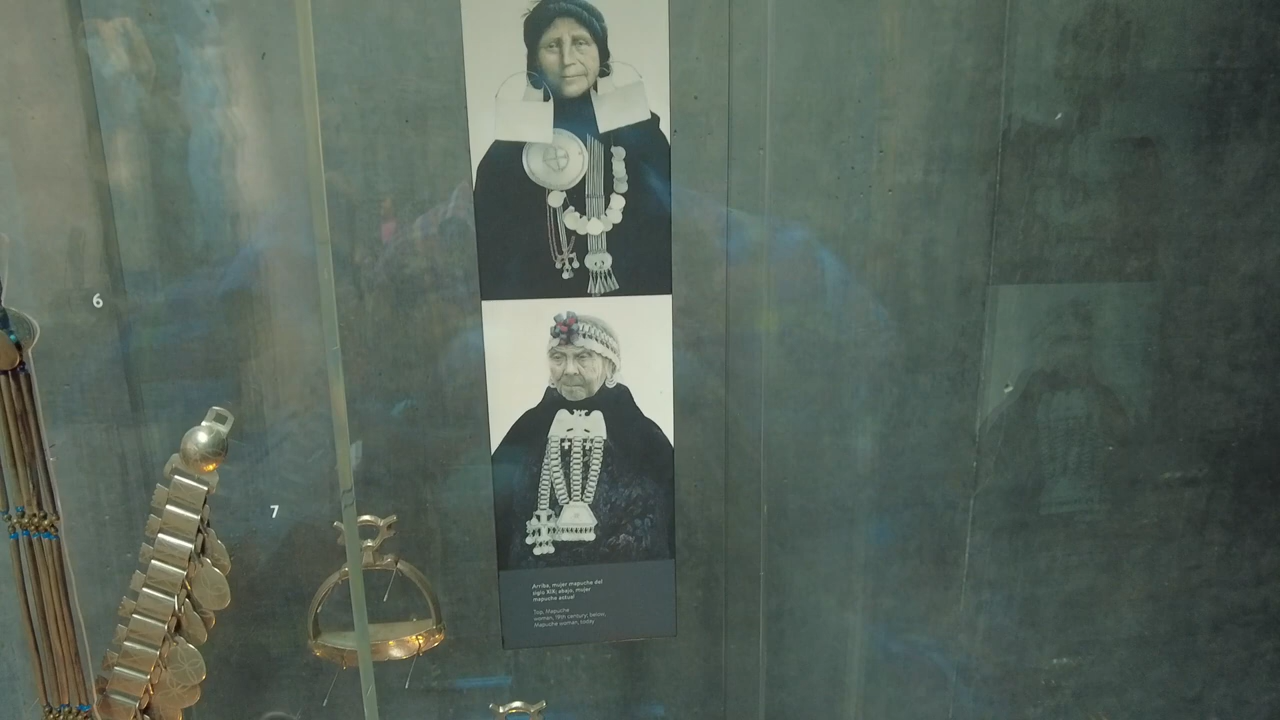 6
7
Arriba, mujer mapuche del
siglo XIX; abajo, mujer
mapuche actual
Top, Mapuche
woman, 19th century; below,
Mapuche woman, today